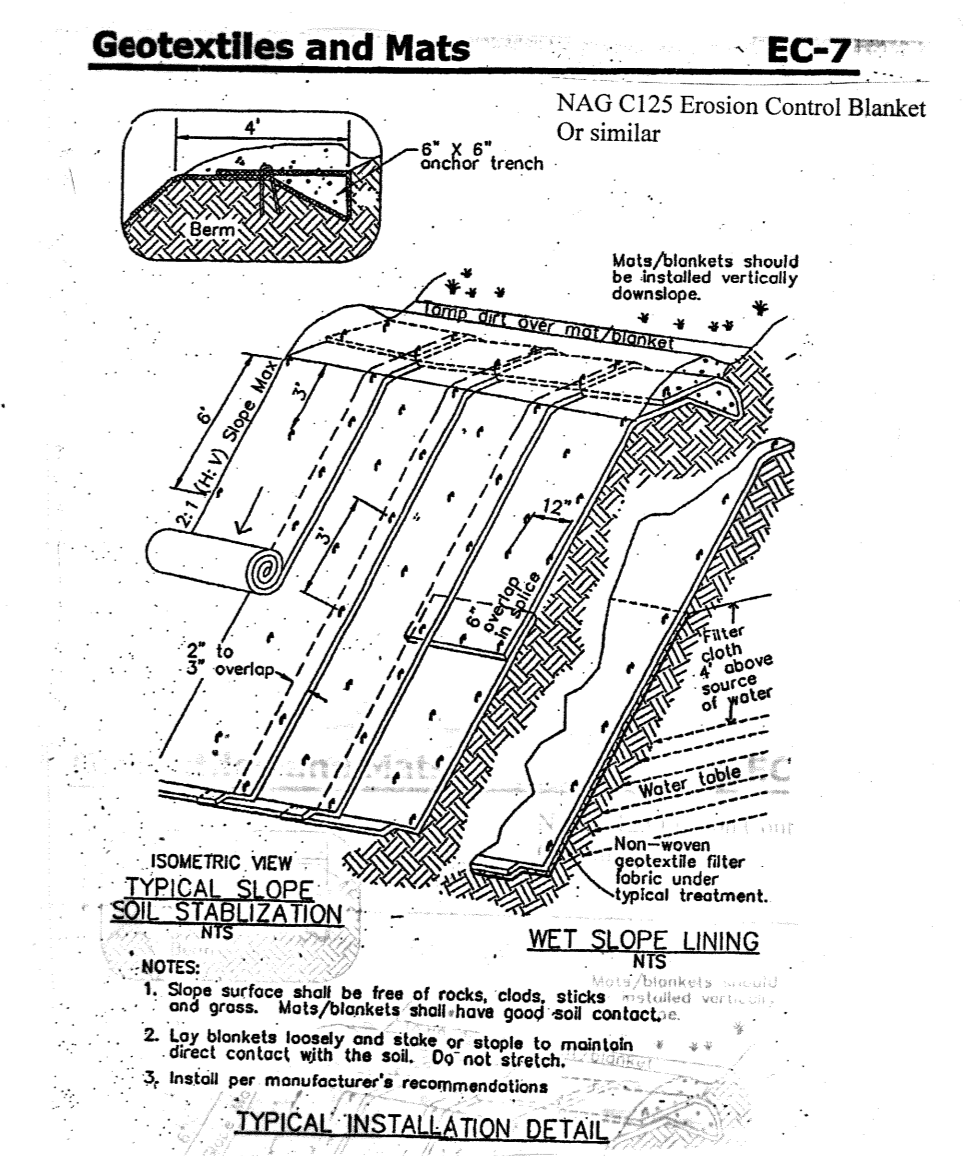 Geotextiles and Mats EC-7
NAG C125 Erosion Control Blanket
Or similar
4'
6" X 6"
anchor trench
Berm
Mats/blankets should
be installed vertically
downslope.
Tamp dirt over mat/blanket
6'
2:1 (H:V) Slope Max
3'
12"
3'
6"
overlap
in splice
2" to
3" overlap
Filter
cloth
4' above
source
of water
Water table
Non-woven
geotextile filter
fabric under
typical treatment.
ISOMETRIC VIEW
TYPICAL SLOPE
SOIL STABLIZATION
NTS
WET SLOPE LINING
NTS
NOTES:
1. Slope surface shall be free of rocks, clods, sticks
and grass. Mats/blankets shall have good soil contact.
2. Lay blankets loosely and stake or staple to maintain
direct contact with the soil. Do not stretch.
3. Install per manufacturer's recommendations
TYPICAL INSTALLATION DETAIL